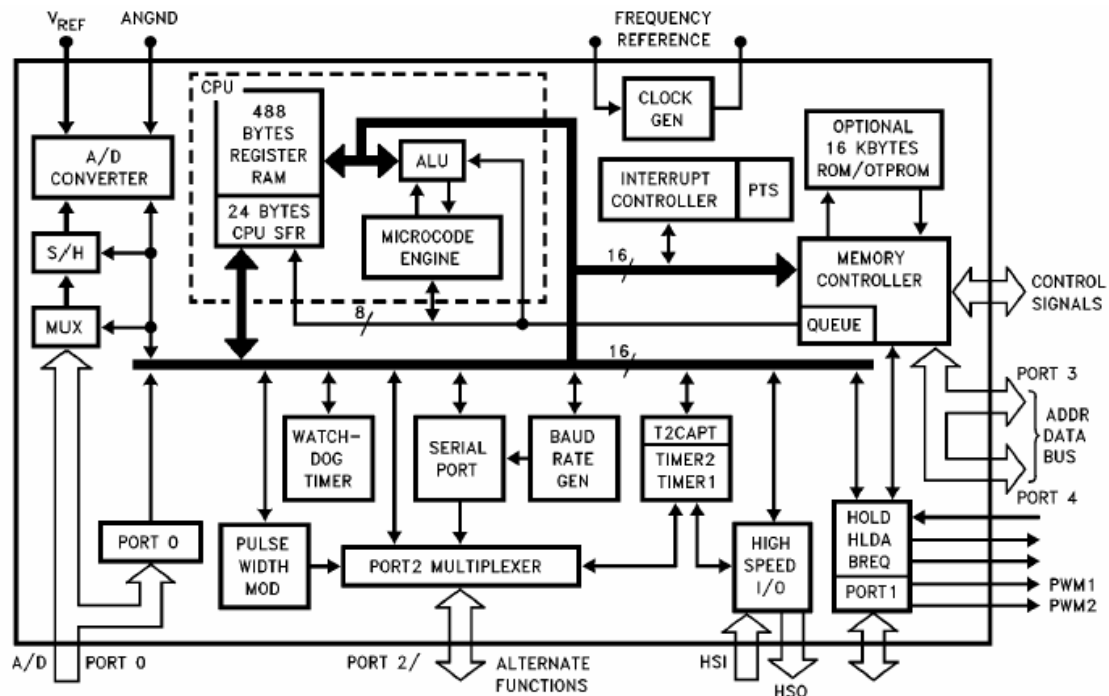 VREF
ANGND
FREQUENCY
REFERENCE
CPU
488
BYTES
REGISTER
RAM
24 BYTES
CPU SFR
ALU
MICROCODE
ENGINE
CLOCK
GEN
OPTIONAL
16 KBYTES
ROM/OTPROM
A/D
CONVERTER
INTERRUPT
CONTROLLER
PTS
S/H
MUX
16
MEMORY
CONTROLLER
QUEUE
CONTROL
SIGNALS
8
16
PORT 3
ADDR
DATA
BUS
PORT 4
WATCH-
DOG
TIMER
SERIAL
PORT
BAUD
RATE
GEN
T2CAPT
TIMER2
TIMER1
PORT 0
PULSE
WIDTH
MOD
PORT2 MULTIPLEXER
HIGH
SPEED
I/O
HOLD
HLDA
BREQ
PORT1
PWM1
PWM2
A/D
PORT 0
PORT 2/
ALTERNATE
FUNCTIONS
HSI
HSO